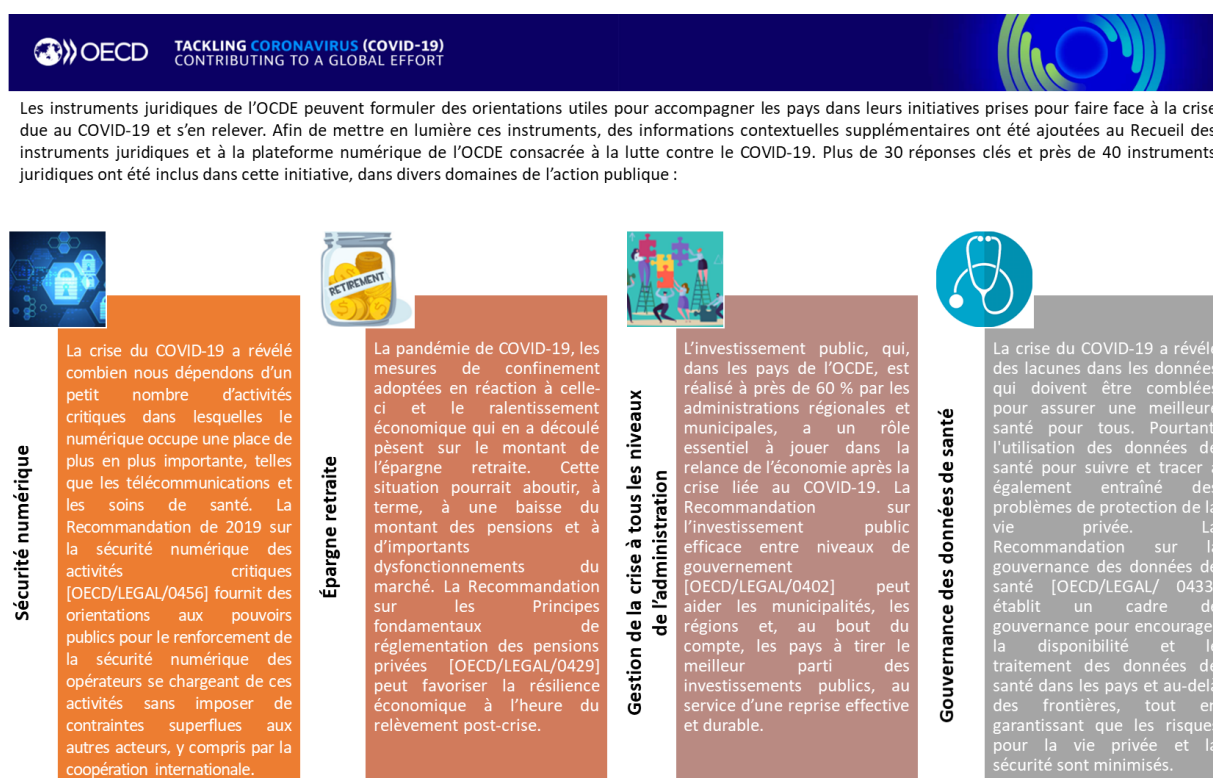 OECD
TACKLING CORONAVIRUS (COVID-19)
CONTRIBUTING TO A GLOBAL EFFORT
Les instruments juridiques de l’OCDE peuvent formuler des orientations utiles pour accompagner les pays dans leurs initiatives prises pour faire face à la crise
due au COVID-19 et s’en relever. Afin de mettre en lumière ces instruments, des informations contextuelles supplémentaires ont été ajoutées au Recueil des
instruments juridiques et à la plateforme numérique de l’OCDE consacrée à la lutte contre le COVID-19. Plus de 30 réponses clés et près de 40 instruments
juridiques ont été inclus dans cette initiative, dans divers domaines de l’action publique :
Sécurité numérique
La crise du COVID-19 a révélé
combien nous dépendons d’un
petit nombre d’activités
critiques dans lesquelles le
numérique occupe une place de
plus en plus importante, telles
que les télécommunications et
les soins de santé. La
Recommandation de 2019 sur
la sécurité numérique des
activités critiques
[OECD/LEGAL/0456] fournit des
orientations aux pouvoirs
publics pour le renforcement de
la sécurité numérique des
opérateurs se chargeant de ces
activités sans imposer de
contraintes superflues aux
autres acteurs, y compris par la
coopération internationale.
RETIREMENT
Épargne retraite
La pandémie de COVID-19, les
mesures de confinement
adoptées en réaction à celle-
ci et le ralentissement
économique qui en a découlé
pèsent sur le montant de
l’épargne retraite. Cette
situation pourrait aboutir, à
terme, à une baisse du
montant des pensions et à
d’importants
dysfonctionnements du
marché. La Recommandation
sur les Principes
fondamentaux de
réglementation des pensions
privées [OECD/LEGAL/0429]
peut favoriser la résilience
économique à l’heure du
relèvement post-crise.
Gestion de la crise à tous les niveaux
de l’administration
L’investissement public, qui,
dans les pays de l’OCDE, est
réalisé à près de 60 % par les
administrations régionales et
municipales, a un rôle
essentiel à jouer dans la
relance de l’économie après la
crise liée au COVID-19. La
Recommandation sur
l’investissement public
efficace entre niveaux de
gouvernement
[OECD/LEGAL/0402] peut
aider les municipalités, les
régions et, au bout du
compte, les pays à tirer le
meilleur parti des
investissements publics, au
service d’une reprise effective
et durable.
Gouvernance des données de santé
La crise du COVID-19 a révélé
des lacunes dans les données
qui doivent être comblées
pour assurer une meilleure
santé pour tous. Pourtant
l'utilisation des données de
santé pour suivre et tracer a
également entraîné des
problèmes de protection de la
vie privée. La
Recommandation sur la
gouvernance des données de
santé [OECD/LEGAL/ 0433
établit un cadre de
gouvernance pour encourage
la disponibilité et le
traitement des données de
santé dans les pays et au-delà
des frontières, tout en
garantissant que les risques
pour la vie privée et la
sécurité sont minimisés.